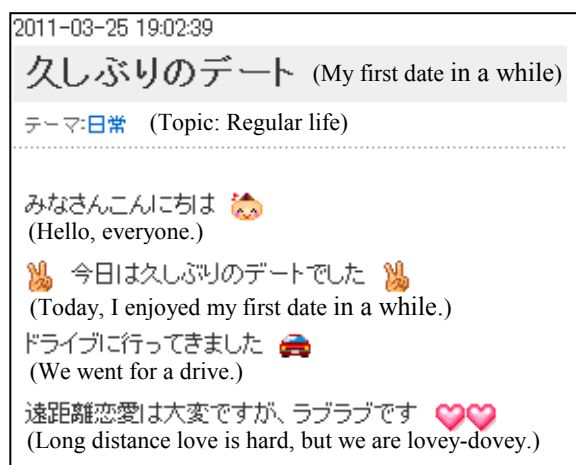 2011-03-25 19:02:39
久しぶりのデート (My first date in a while)
テーマ:日常 (Topic: Regular life)
みなさんこんにちは
(Hello, everyone.)
今日は久しぶりのデートでした
(Today, I enjoyed my first date in a while.)
ドライブに行ってきました
(We went for a drive.)
遠距離恋愛は大変ですが、ラブラブです
(Long distance love is hard, but we are lovey-dovey.)